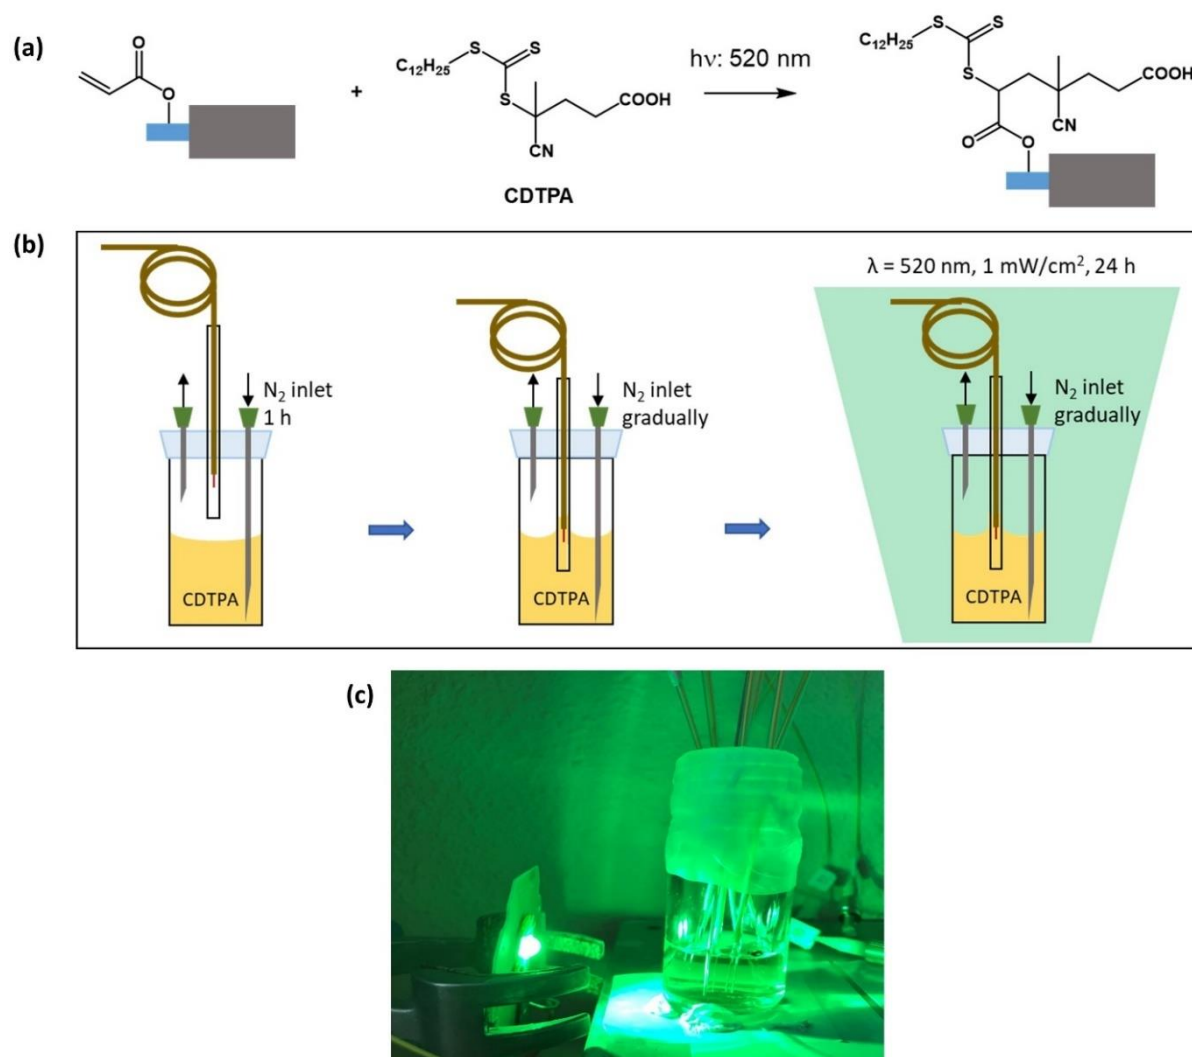 (a)
O
O
+
C₁₂H₂₅
S
S
S
COOH
CN
CDTPA
hν: 520 nm
C₁₂H₂₅
S
S
S
COOH
CN
O
O
(b)
N₂ inlet
1 h
CDTPA
N₂ inlet
gradually
CDTPA
λ = 520 nm, 1 mW/cm², 24 h
N₂ inlet
gradually
CDTPA
(c)